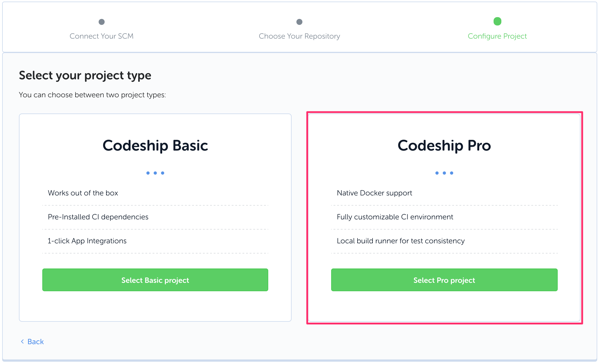 Connect Your SCM
Choose Your Repository
Configure Project
Select your project type
You can choose between two project types:
Codeship Basic
Works out of the box
Pre-Installed CI dependencies
1-click App Integrations
Select Basic project
Codeship Pro
Native Docker support
Fully customizable CI environment
Local build runner for test consistency
Select Pro project
Back